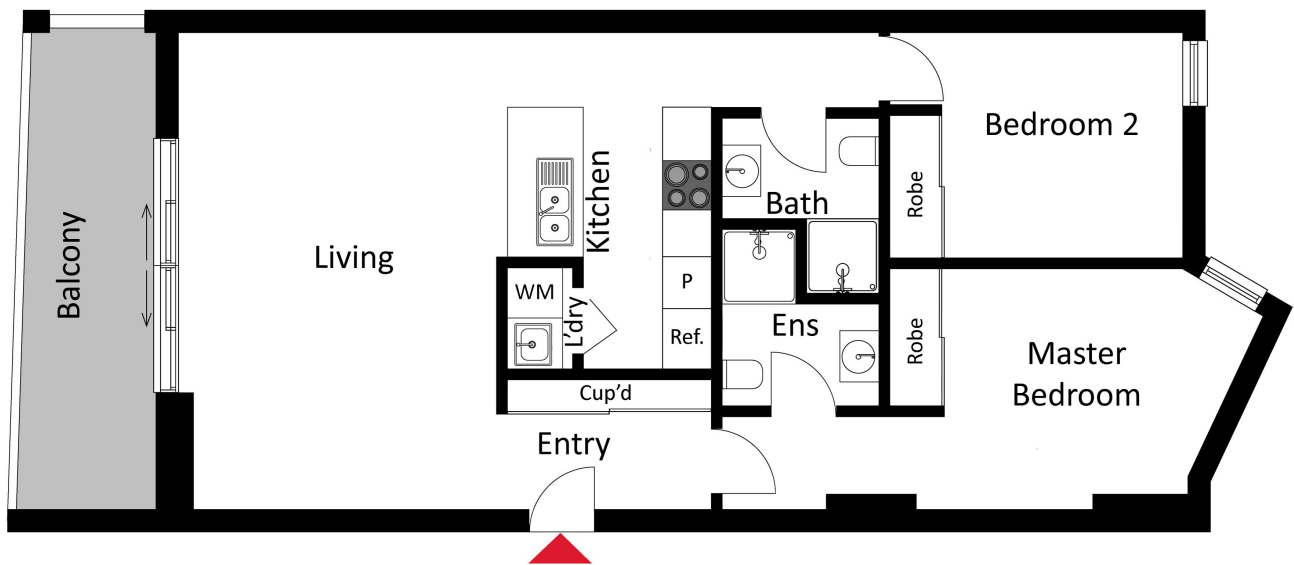 Balcony
Living
Kitchen
WM
L'dry
P
Ref.
Cup'd
Entry
Bath
Ens
Robe
Bedroom 2
Robe
Master
Bedroom